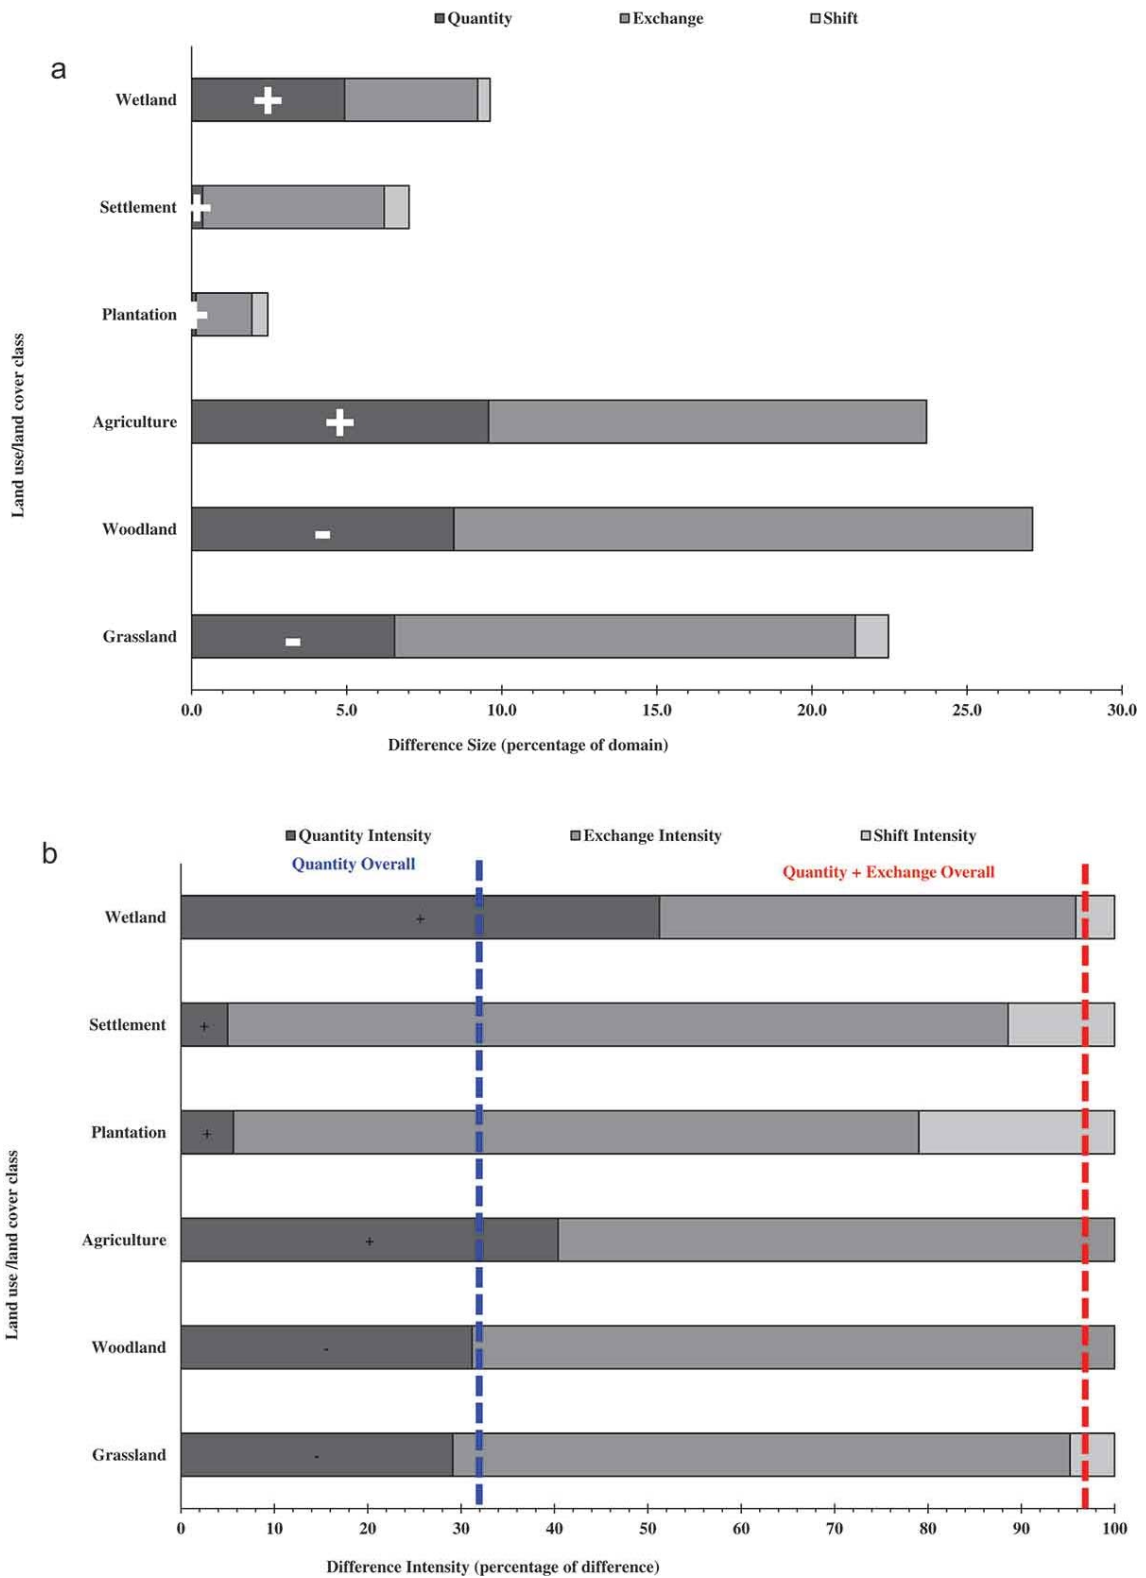 Quantity Exchange Shift
a
Wetland
Settlement
Plantation
Agriculture
Woodland
Grassland
Land use/land cover class
0.0 5.0 10.0 15.0 20.0 25.0 30.0
Difference Size (percentage of domain)
b
Quantity Intensity Exchange Intensity Shift Intensity
Quantity Overall Quantity + Exchange Overall
Wetland +
Settlement +
Plantation +
Agriculture +
Woodland -
Grassland -
Land use /land cover class
0 10 20 30 40 50 60 70 80 90 100
Difference Intensity (percentage of difference)